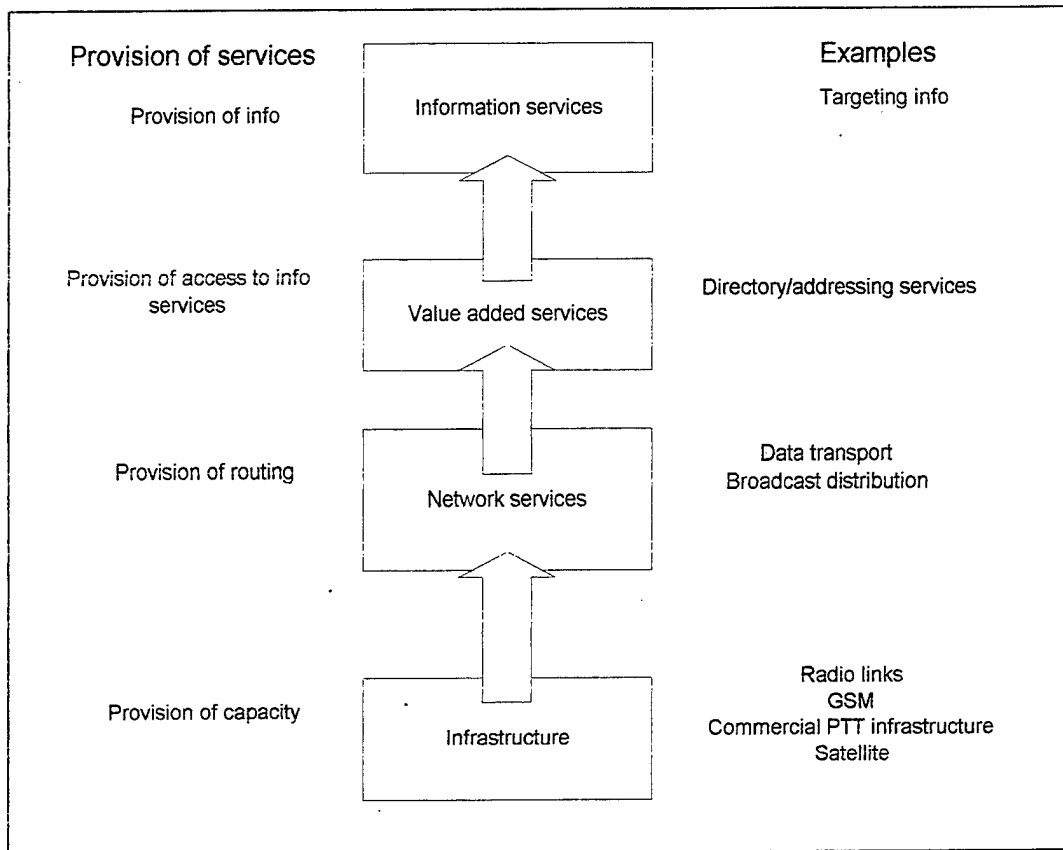 Provision of services
Examples
Provision of info
Information services
Targeting info
Provision of access to info
services
Value added services
Directory/addressing services
Provision of routing
Network services
Data transport
Broadcast distribution
Provision of capacity
Infrastructure
Radio links
GSM
Commercial PTT infrastructure
Satellite